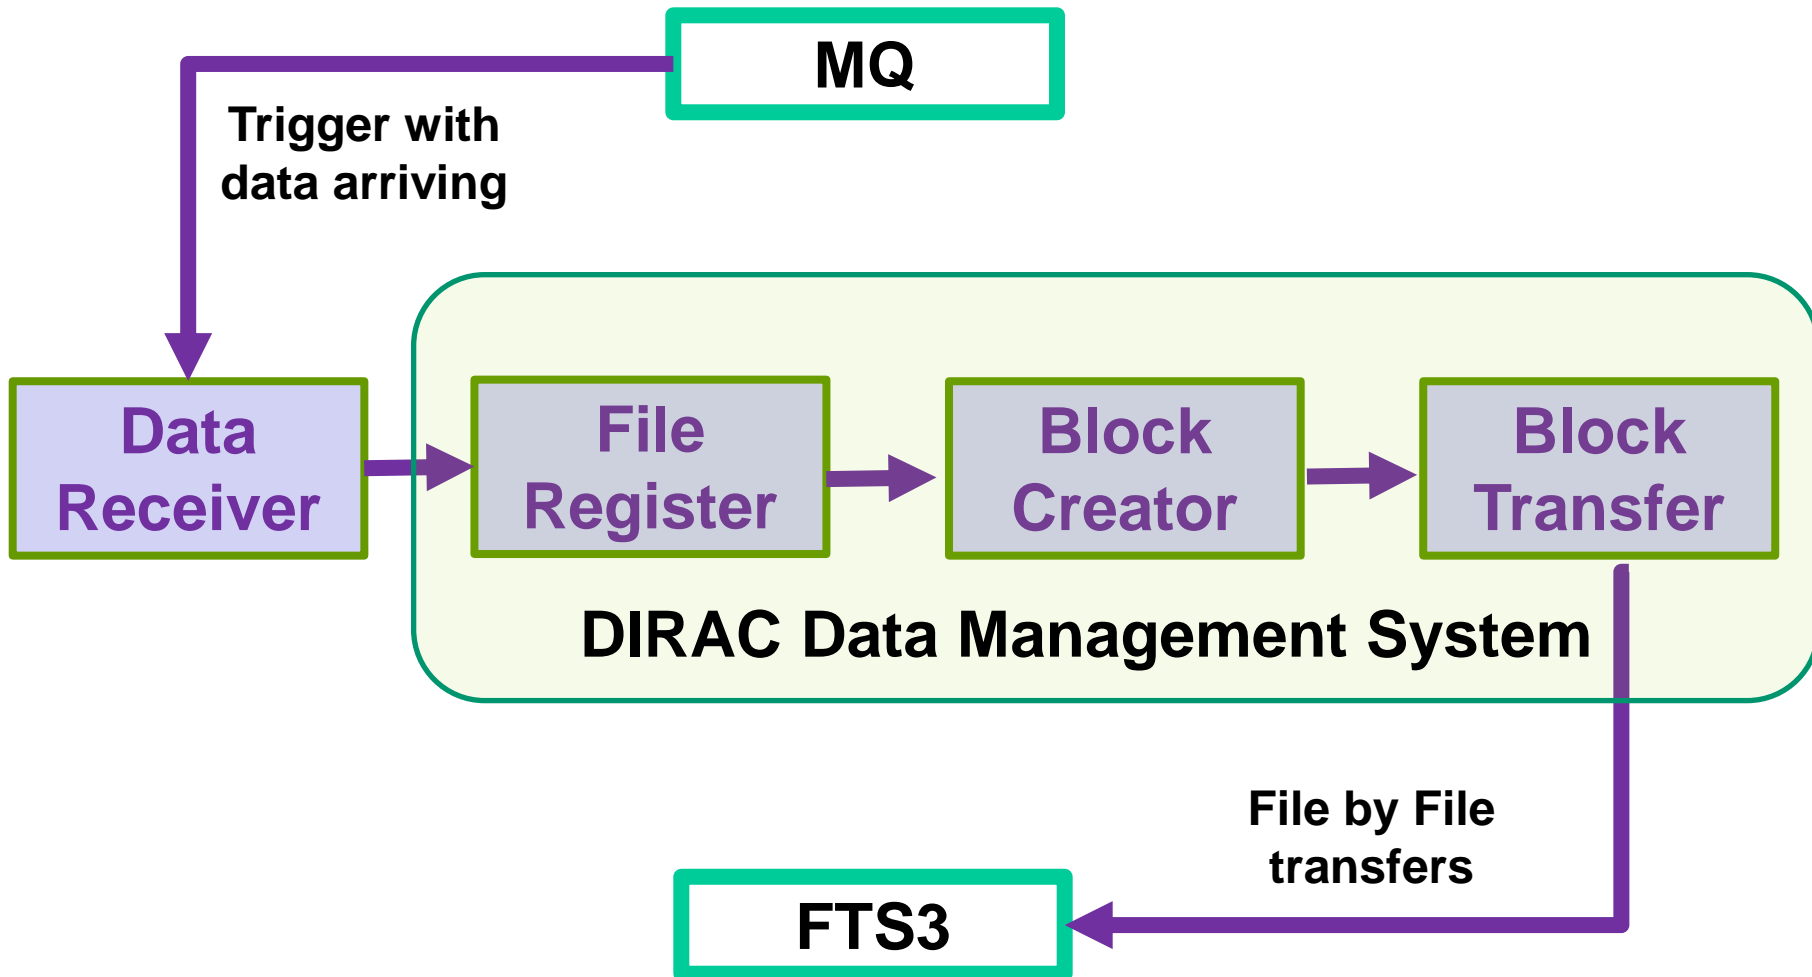 MQ
Trigger with
data arriving
Data
Receiver
File
Register
Block
Creator
Block
Transfer
DIRAC Data Management System
File by File
transfers
FTS3